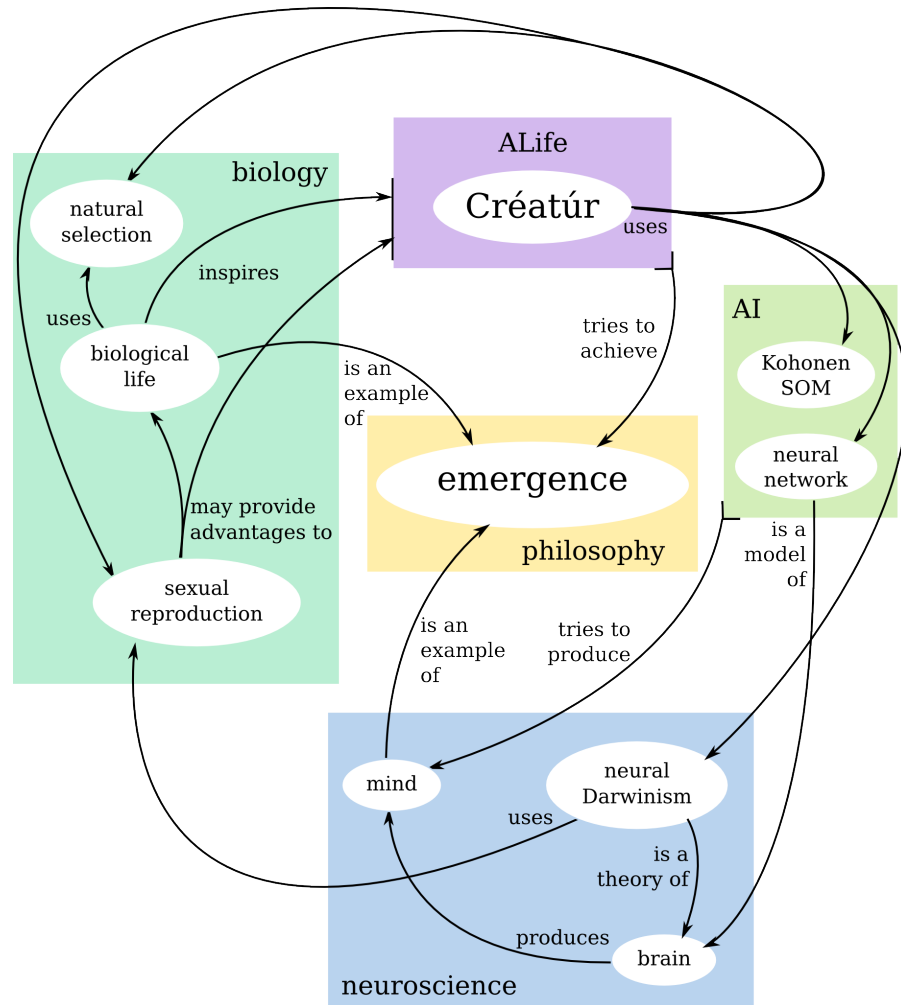 ALife
Créatúr
uses
biology
natural
selection
inspires
uses
biological
life
is an
example
of
may provide
advantages to
sexual
reproduction
tries to
achieve
AI
Kohonen
SOM
neural
network
emergence
philosophy
is a
model
of
is an
example
of
tries to
produce
mind
neural
Darwinism
uses
is a
theory of
produces
brain
neuroscience